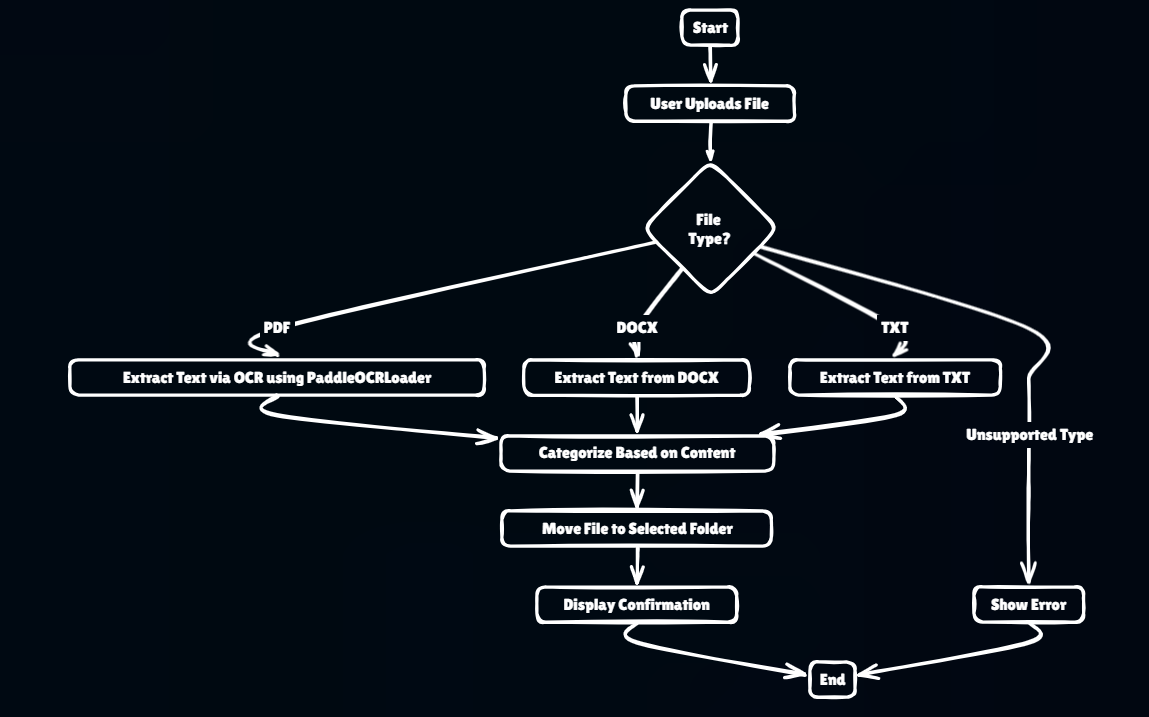 Start
User Uploads File
File
Type?
PDF
DOCX
TXT
Extract Text via OCR using PaddleOCRLoader
Extract Text from DOCX
Extract Text from TXT
Unsupported Type
Categorize Based on Content
Move File to Selected Folder
Display Confirmation
Show Error
End